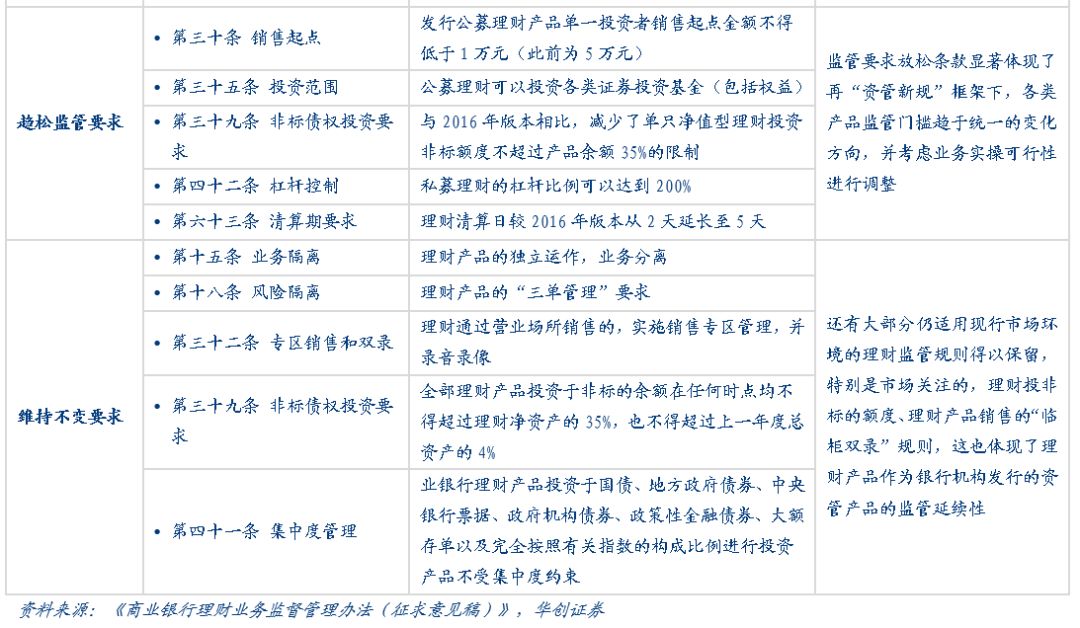 趋松监管要求
• 第三十条 销售起点
发行公募理财产品单一投资者销售起点金额不得
低于 1 万元（此前为 5 万元）
• 第三十五条 投资范围
公募理财可以投资各类证券投资基金（包括权益）
• 第三十九条 非标债权投资要
求
与 2016 年版本相比，减少了单只净值型理财投资
非标额度不超过产品余额 35%的限制
• 第四十二条 杠杆控制
私募理财的杠杆比例可以达到 200%
• 第六十三条 清算期要求
理财清算日较 2016 年版本从 2 天延长至 5 天
监管要求放松条款显著体现了
再“资管新规”框架下，各类
产品监管门槛趋于统一的变化
方向，并考虑业务实操可行性
进行调整
维持不变要求
• 第十五条 业务隔离
理财产品的独立运作，业务分离
• 第十八条 风险隔离
理财产品的“三单管理”要求
• 第三十二条 专区销售和双录
理财通过营业场所销售的，实施销售专区管理，并
录音录像
• 第三十九条 非标债权投资要
求
全部理财产品投资于非标的余额在任何时点均不
得超过理财净资产的 35%，也不得超过上一年度总
资产的 4%
• 第四十一条 集中度管理
业银行理财产品投资于国债、地方政府债券、中央
银行票据、政府机构债券、政策性金融债券、大额
存单以及完全按照有关指数的构成比例进行投资
产品不受集中度约束
还有大部分仍适用现行市场环
境的理财监管规则得以保留，
特别是市场关注的，理财投非
标的额度、理财产品销售的“临
柜双录”规则，这也体现了理
财产品作为银行机构发行的资
管产品的监管延续性
资料来源：《商业银行理财业务监督管理办法（征求意见稿）》，华创证券